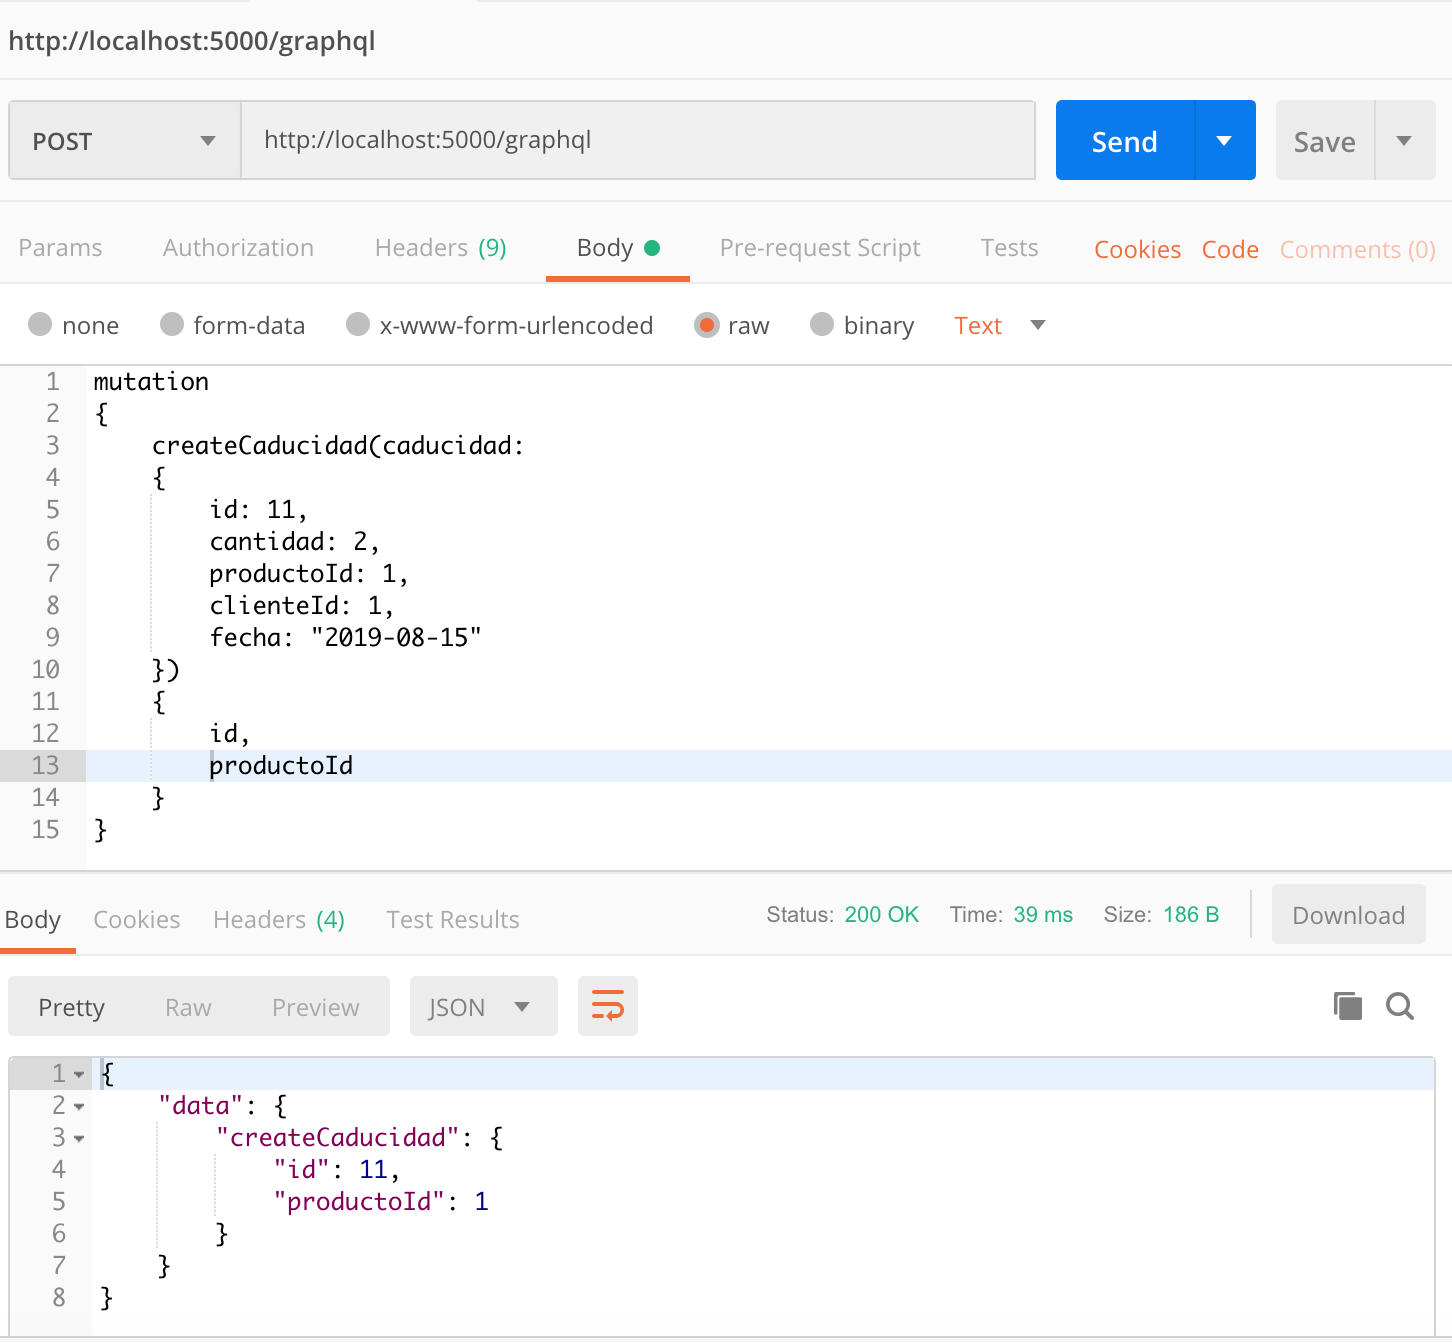 http://localhost:5000/graphql
POST http://localhost:5000/graphql Send Save
Params Authorization Headers (9) Body Pre-request Script Tests Cookies Code Comments (0)
none form-data x-www-form-urlencoded raw binary Text
1 mutation
2 {
3 createCaducidad(caducidad:
4 {
5 id: 11,
6 cantidad: 2,
7 productoId: 1,
8 clienteId: 1,
9 fecha: "2019-08-15"
10 })
11 {
12 id,
13 productoId
14 }
15 }
Body Cookies Headers (4) Test Results Status: 200 OK Time: 39 ms Size: 186 B Download
Pretty Raw Preview JSON
1 {
2 "data": {
3 "createCaducidad": {
4 "id": 11,
5 "productoId": 1
6 }
7 }
8 }